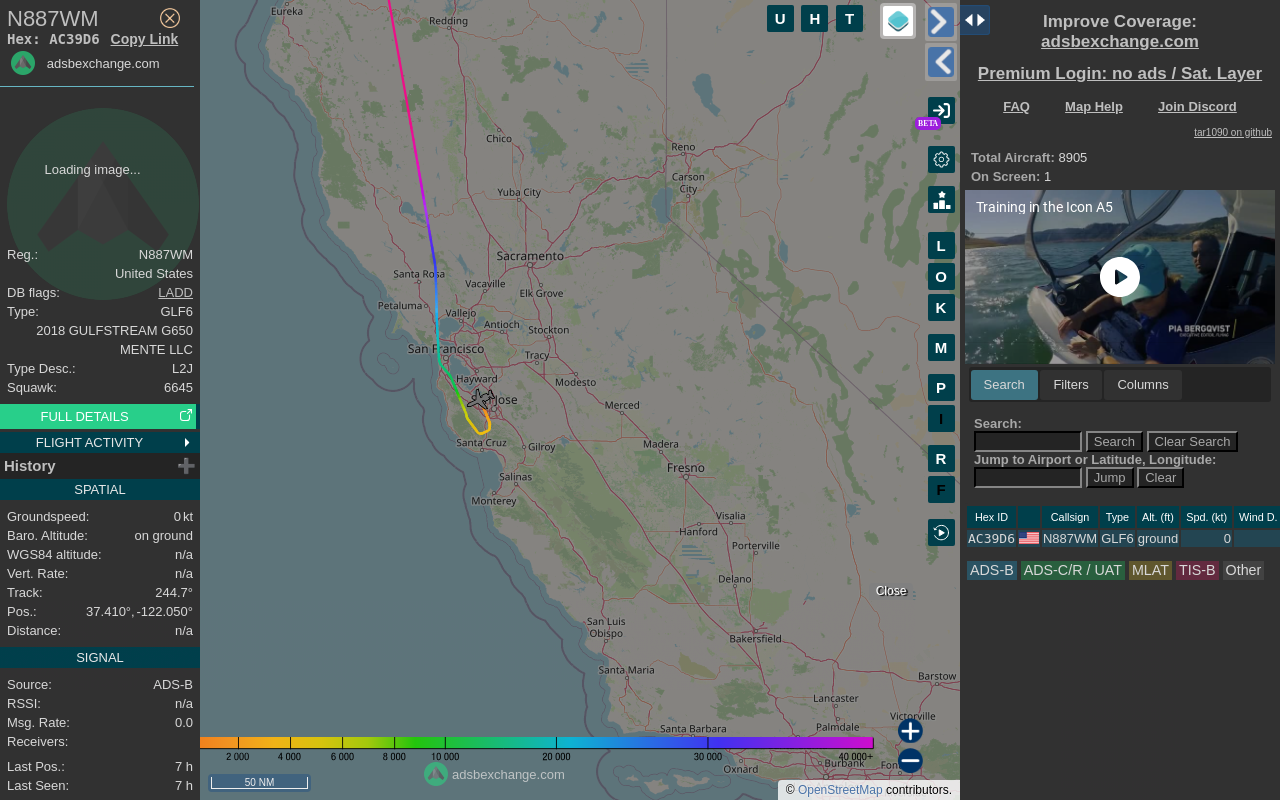 N887WM
Hex: AC39D6 Copy Link
adsbexchange.com
Loading image...
Reg.: N887WM
United States
DB flags: LADD
Type: GLF6
2018 GULFSTREAM G650
MENTE LLC
Type Desc.: L2J
Squawk: 6645
FULL DETAILS
FLIGHT ACTIVITY
History
SPATIAL
Groundspeed: 0 kt
Baro. Altitude: on ground
WGS84 altitude: n/a
Vert. Rate: n/a
Track: 244.7°
Pos.: 37.410°, -122.050°
Distance: n/a
SIGNAL
Source: ADS-B
RSSI: n/a
Msg. Rate: 0.0
Receivers:
Last Pos.: 7 h
Last Seen: 7 h
Eureka
Redding
Chico
Reno
Carson
City
Yuba City
Sacramento
Santa Rosa
Vacaville
Elk Grove
Petaluma
Vallejo
Antioch
Stockton
San Francisco
Tracy
Hayward
Modesto
Jose
Merced
Santa Cruz
Gilroy
Madera
Salinas
Fresno
Monterey
Visalia
Hanford
Porterville
Delano
San Luis
Obispo
Bakersfield
Santa Maria
Barstow
Lancaster
Victorville
Santa Barbara
Palmdale
Oxnard
Burbank
Font
2 000 4 000 6 000 8 000 10 000 20 000 30 000 40 000+
50 NM
adsbexchange.com
© OpenStreetMap contributors.
U H T
BETA
L
O
K
M
P
I
R
F
Close
Improve Coverage:
adsbexchange.com
Premium Login: no ads / Sat. Layer
FAQ Map Help Join Discord
tar1090 on github
Total Aircraft: 8905
On Screen: 1
Training in the Icon A5
PIA BERGQVIST
EXECUTIVE EDITOR, FLYING
Search Filters Columns
Search:
Search Clear Search
Jump to Airport or Latitude, Longitude:
Jump Clear
Hex ID Callsign Type Alt. (ft) Spd. (kt) Wind D.
AC39D6 N887WM GLF6 ground 0
ADS-B ADS-C/R / UAT MLAT TIS-B Other